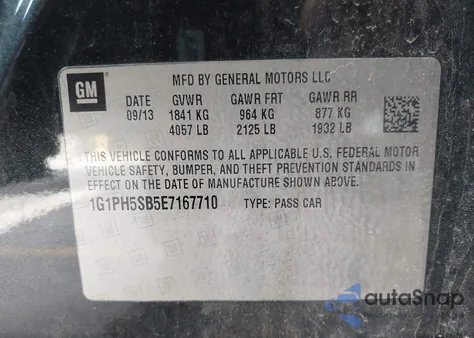 GM
MFD BY GENERAL MOTORS LLC
DATE GVWR GAWR FRT GAWR RR
09/13 1841 KG 964 KG 877 KG
4057 LB 2125 LB 1932 LB
THIS VEHICLE CONFORMS TO ALL APPLICABLE U.S. FEDERAL MOTOR
VEHICLE SAFETY, BUMPER, AND THEFT PREVENTION STANDARDS IN
EFFECT ON THE DATE OF MANUFACTURE SHOWN ABOVE.
1G1PH5SB5E7167710 TYPE: PASS CAR
autaSnap